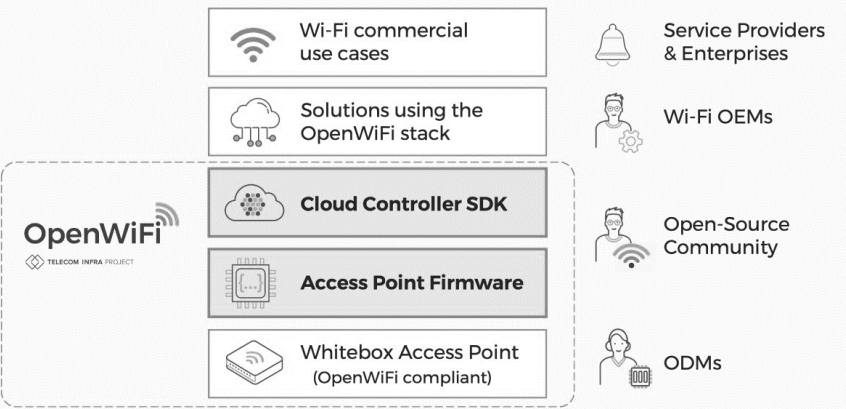 Wi-Fi commercial
use cases
Service Providers
& Enterprises
Solutions using the
OpenWiFi stack
Wi-Fi OEMs
OpenWiFi
TELECOM INFRA PROJECT
Cloud Controller SDK
Open-Source
Community
{...}
Access Point Firmware
Whitebox Access Point
(OpenWiFi compliant)
ODMs